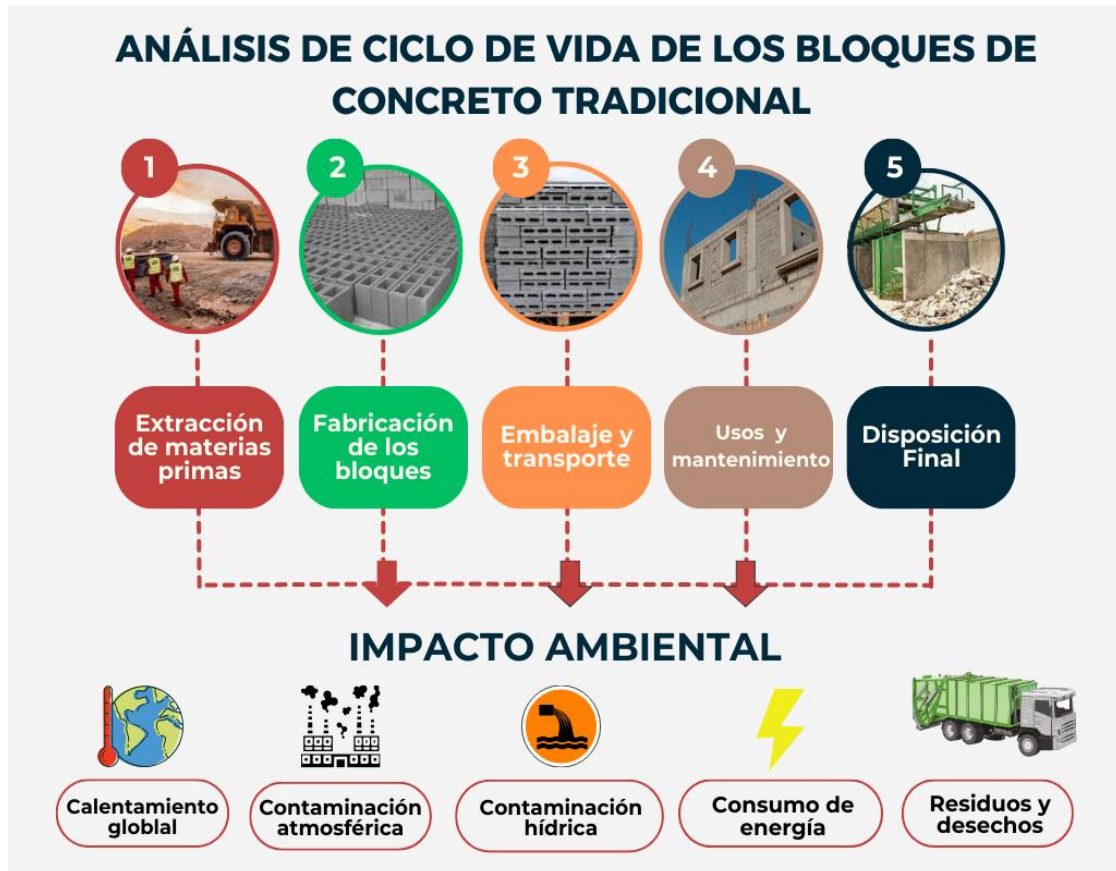 ANÁLISIS DE CICLO DE VIDA DE LOS BLOQUES DE
CONCRETO TRADICIONAL
1
2
3
4
5
Extracción
de materias
primas
Fabricación
de los
bloques
Embalaje y
transporte
Usos y
mantenimiento
Disposición
Final
IMPACTO AMBIENTAL
Calentamiento
globlal
Contaminación
atmosférica
Contaminación
hídrica
Consumo de
energía
Residuos y
desechos